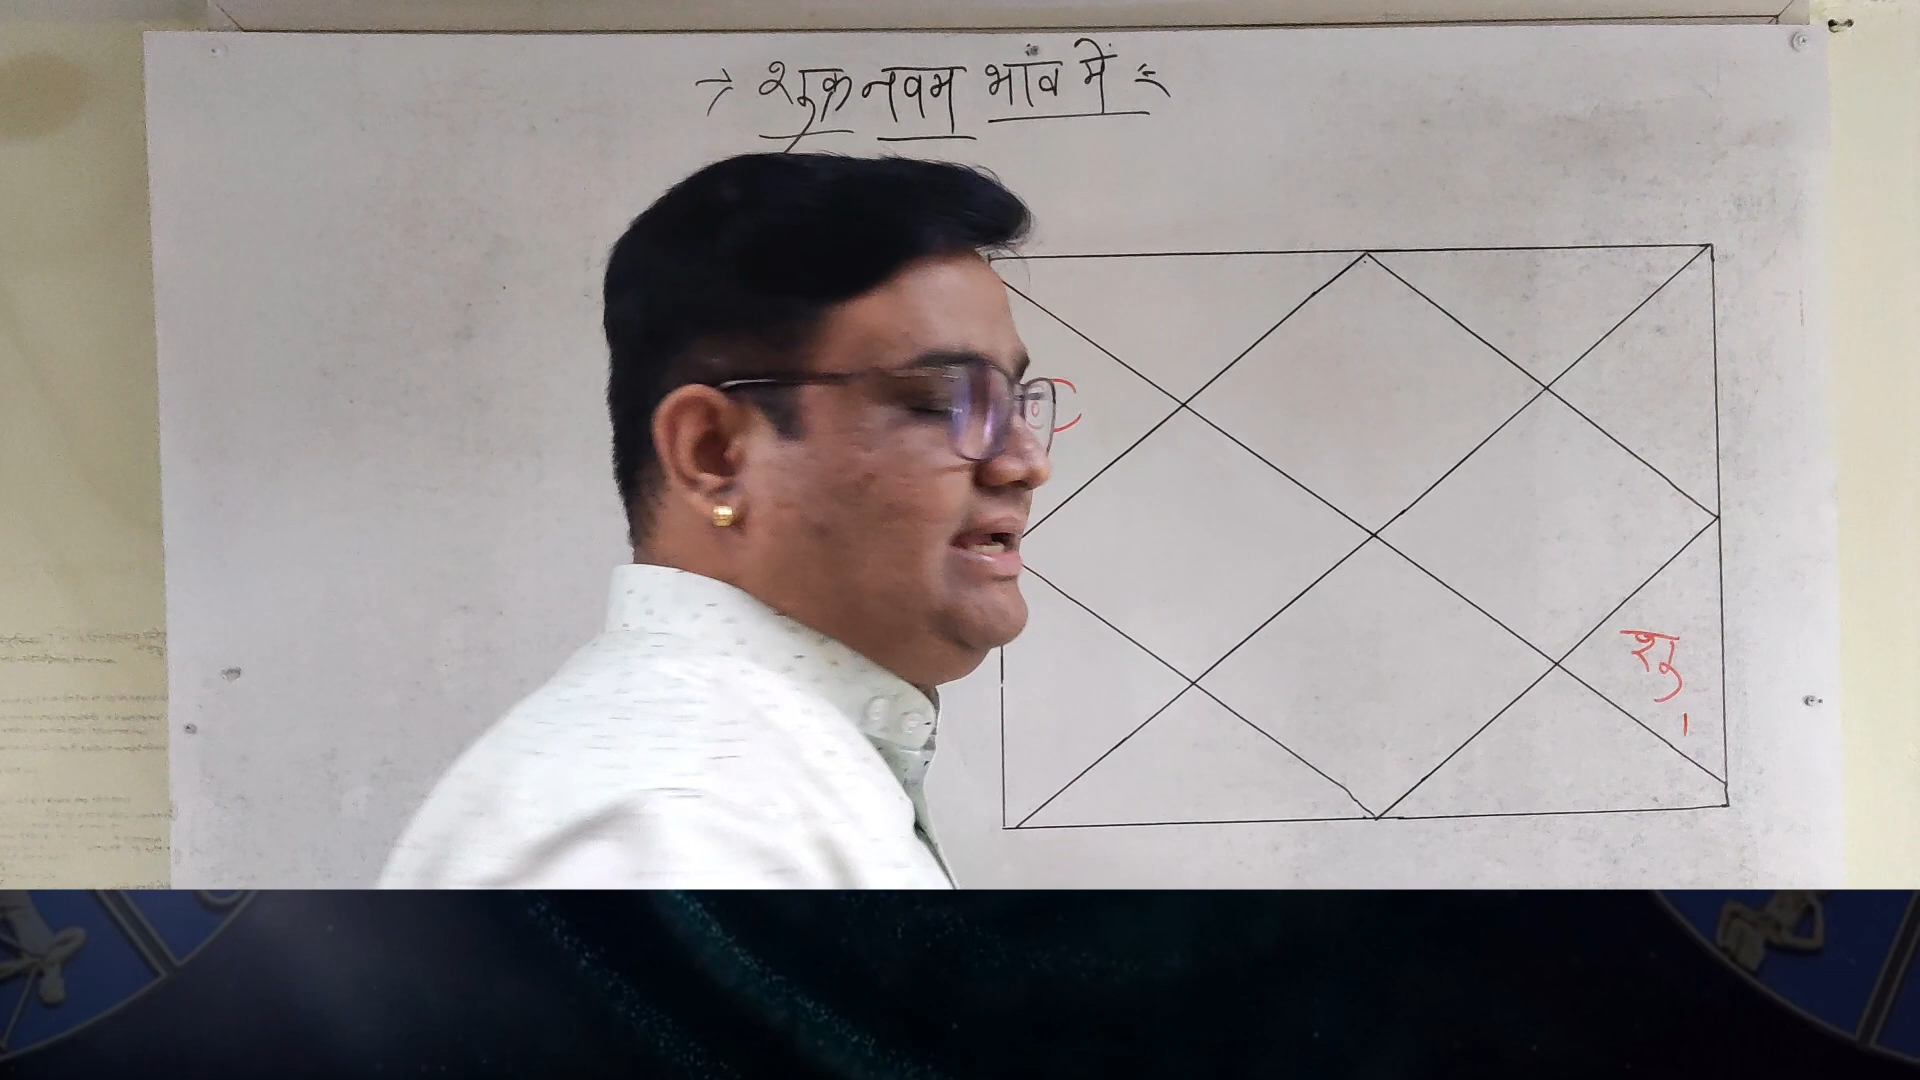 → शुक्र नवम भांव में :-
शु